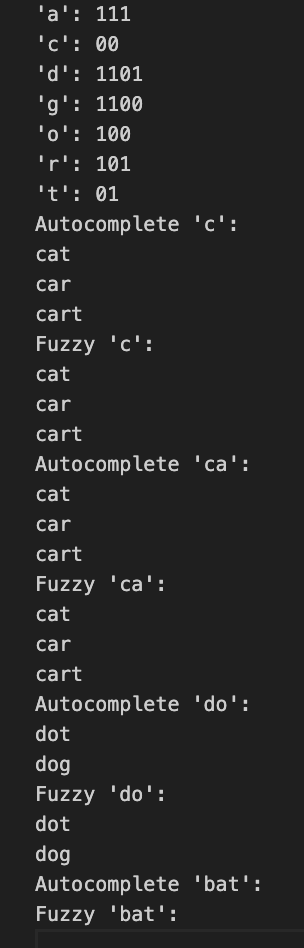 'a': 111
'c': 00
'd': 1101
'g': 1100
'o': 100
'r': 101
't': 01
Autocomplete 'c':
cat
car
cart
Fuzzy 'c':
cat
car
cart
Autocomplete 'ca':
cat
car
cart
Fuzzy 'ca':
cat
car
cart
Autocomplete 'do':
dot
dog
Fuzzy 'do':
dot
dog
Autocomplete 'bat':
Fuzzy 'bat':